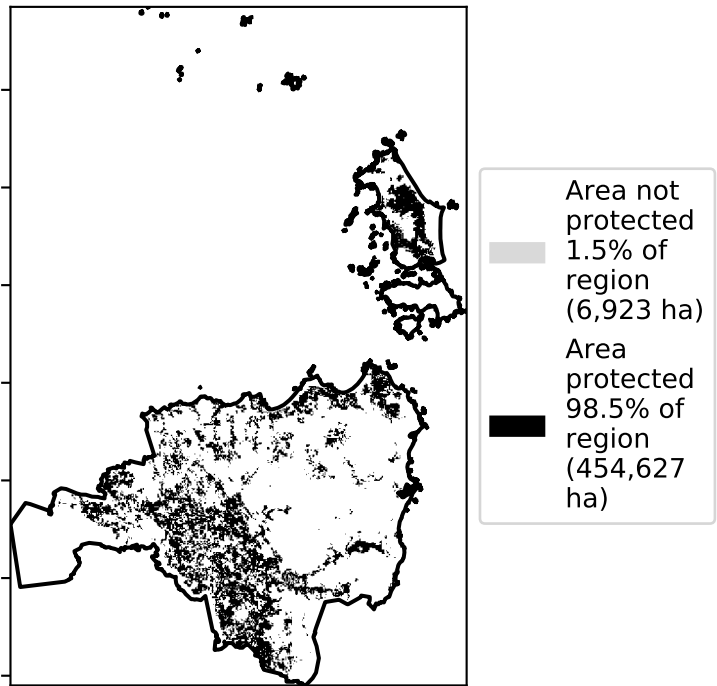 Area not
protected
1.5% of
region
(6,923 ha)
Area
protected
98.5% of
region
(454,627
ha)